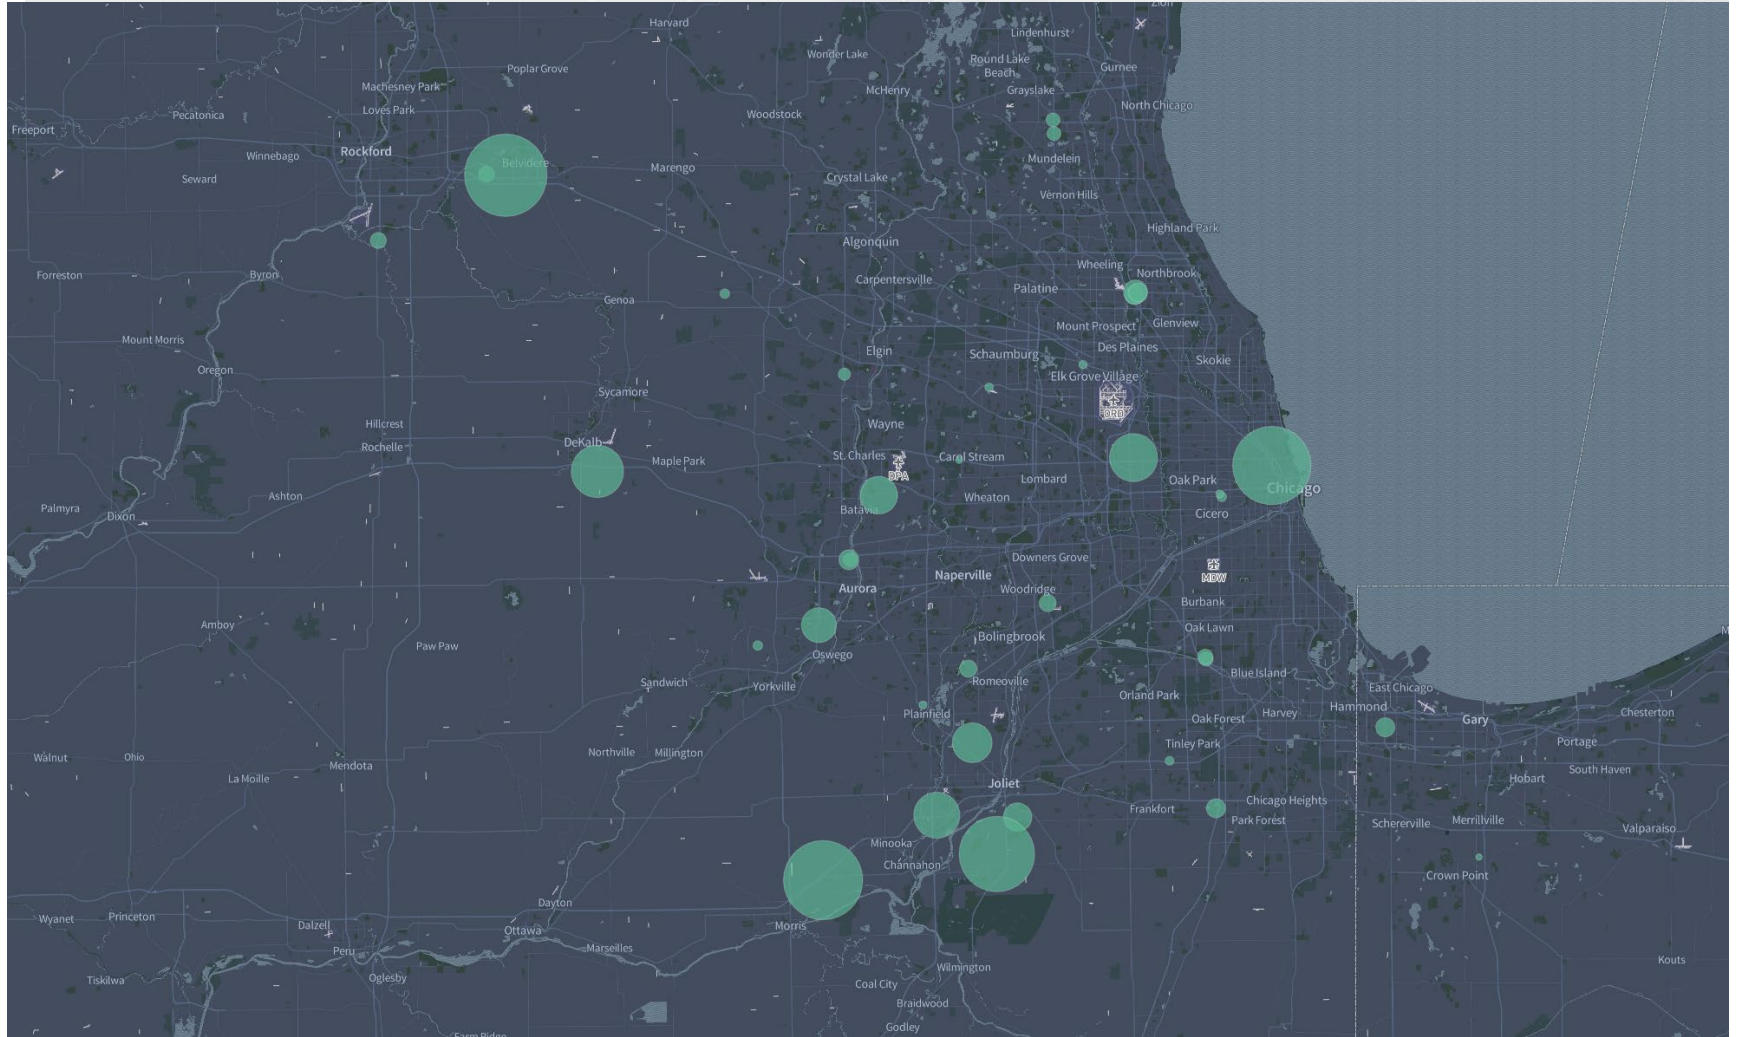 Zion
Harvard
Lindenhurst
Wonder Lake
Round Lake
Beach
Gurnee
Poplar Grove
Machesney Park
McHenry
Grayslake
North Chicago
Loves Park
Pecatonica
Woodstock
Freeport
Rockford
Winnebago
Belvidere
Mundelein
Marengo
Seward
Crystal Lake
Vernon Hills
Highland Park
Algonquin
Wheeling
Northbrook
Forreston
Byron
Carpentersville
Palatine
Genoa
Mount Prospect
Glenview
Mount Morris
Elgin
Schaumburg
Des Plaines
Skokie
Oregon
Elk Grove Village
Sycamore
ORD
Hillcrest
Wayne
Rochelle
DeKalb
Maple Park
St. Charles
Carol Stream
DPA
Lombard
Oak Park
Chicago
Ashton
Wheaton
Palmyra
Dixon
Batavia
Cicero
Downers Grove
Naperville
MDW
Aurora
Woodridge
Burbank
Amboy
Oak Lawn
Paw Paw
Bolingbrook
M
Oswego
Blue Island
Sandwich
Yorkville
Romeoville
East Chicago
Orland Park
Hammond
Plainfield
Oak Forest
Harvey
Gary
Chesterton
Walnut
Ohio
Northville
Millington
Tinley Park
Portage
Mendota
La Moille
Joliet
South Haven
Hobart
Frankfort
Chicago Heights
Park Forest
Schererville
Merrillville
Valparaiso
Minooka
Channahon
Crown Point
Dayton
Wyanet
Princeton
Dalzell
Ottawa
Morris
Peru
Marseilles
Oglesby
Wilmington
Kouts
Tiskilwa
Coal City
Braidwood
Godley
Farm Ridge